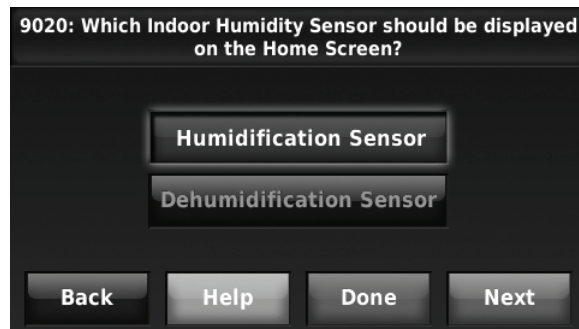 9020: Which Indoor Humidity Sensor should be displayed
on the Home Screen?
Humidification Sensor
Dehumidification Sensor
Back Help Done Next